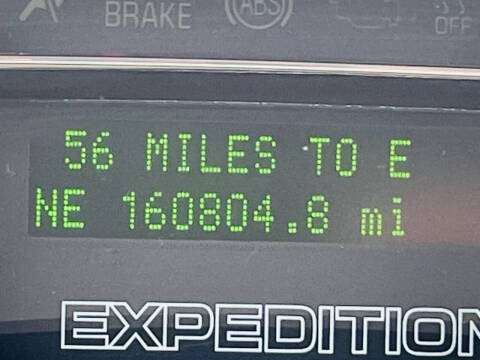 BRAKE ABS OFF
56 MILES TO E
NE 160804.8 mi
EXPEDITION